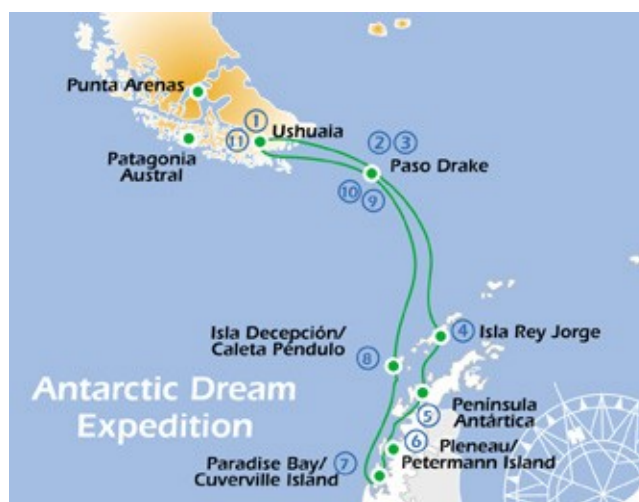 Punta Arenas
①
⑪ Ushuaia
Patagonia
Austral
② ③
Paso Drake
⑩ ⑨
④ Isla Rey Jorge
Isla Decepción/
Caleta Péndulo
⑧
Antarctic Dream
Expedition
Península
Antártica
⑤
⑥ Pleneau/
Petermann Island
Paradise Bay/
Cuverville Island
⑦